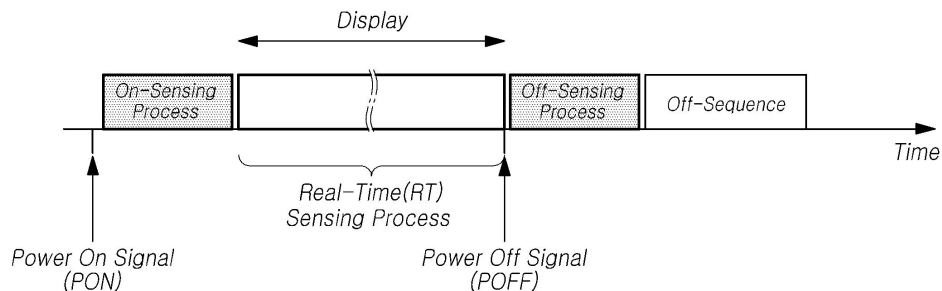 Display
On-Sensing
Process
Off-Sensing
Process
Off-Sequence
Time
Real-Time(RT)
Sensing Process
Power On Signal
(PON)
Power Off Signal
(POFF)